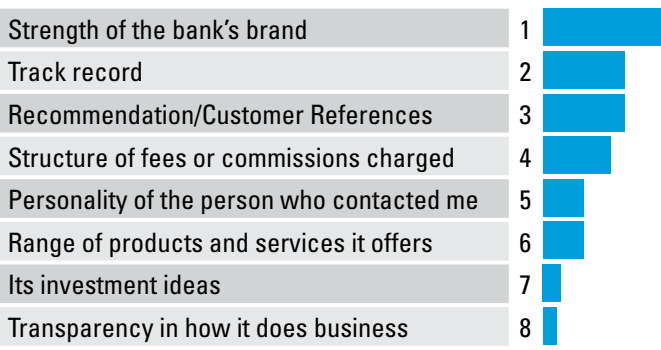 Strength of the bank’s brand 1
Track record 2
Recommendation/Customer References 3
Structure of fees or commissions charged 4
Personality of the person who contacted me 5
Range of products and services it offers 6
Its investment ideas 7
Transparency in how it does business 8